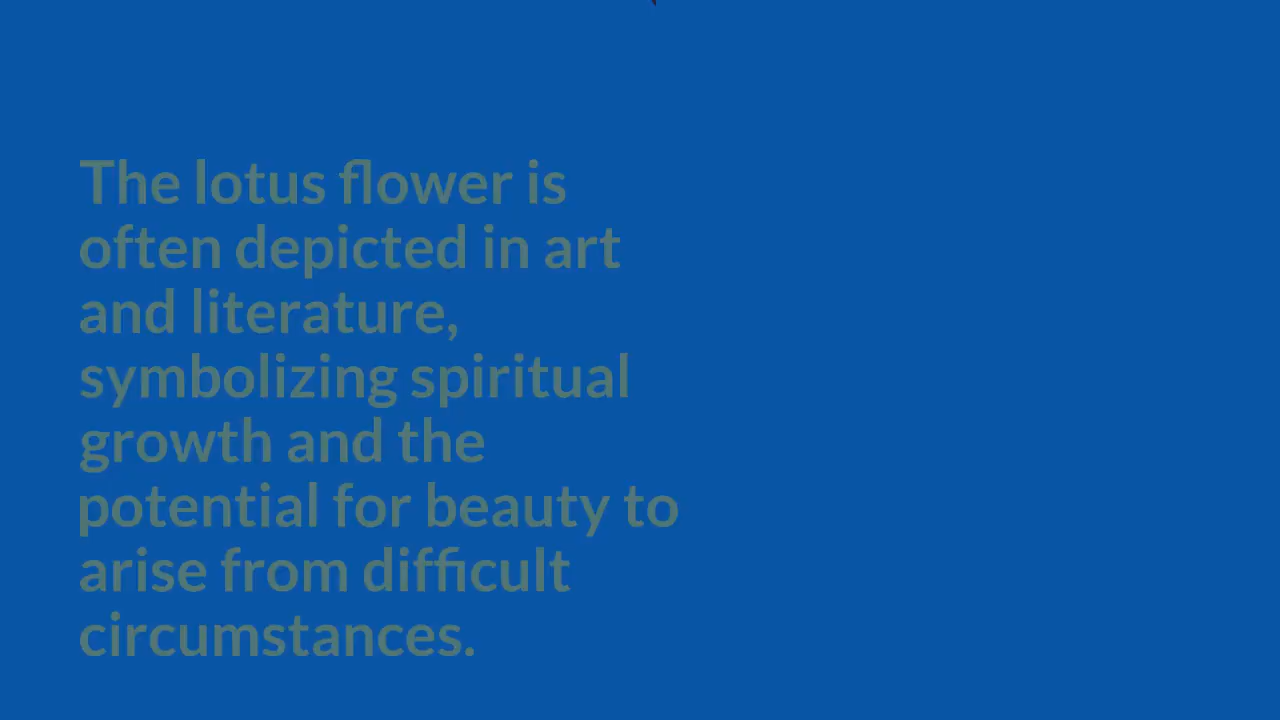 The lotus flower is
often depicted in art
and literature,
symbolizing spiritual
growth and the
potential for beauty to
arise from difficult
circumstances.